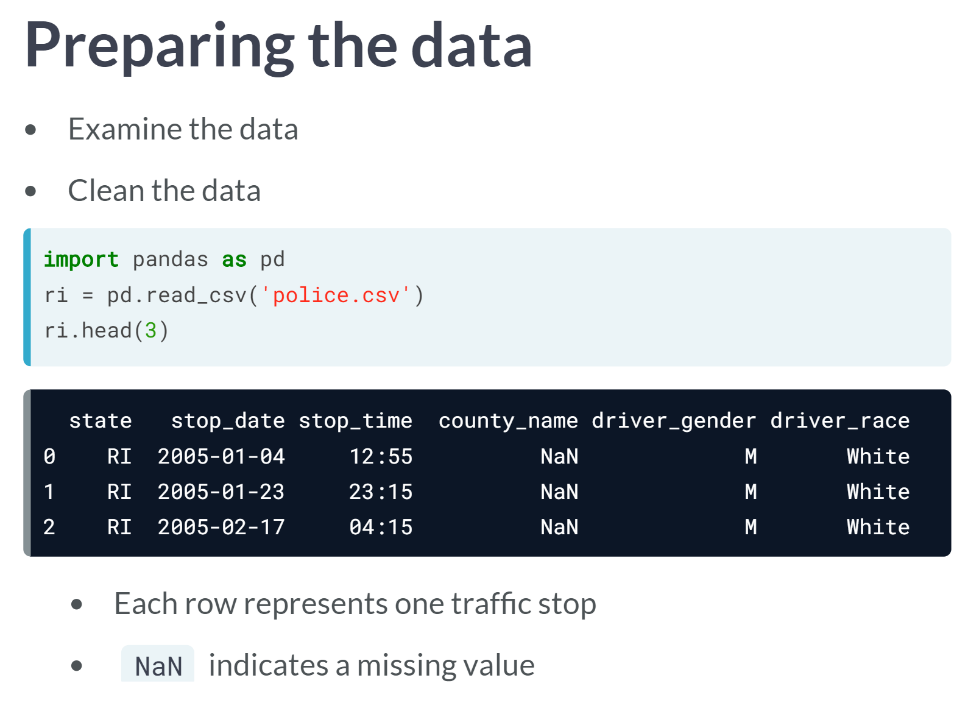 Preparing the data
• Examine the data
• Clean the data
import pandas as pd
ri = pd.read_csv('police.csv')
ri.head(3)
  state   stop_date stop_time  county_name driver_gender driver_race
0    RI  2005-01-04     12:55          NaN             M       White
1    RI  2005-01-23     23:15          NaN             M       White
2    RI  2005-02-17     04:15          NaN             M       White
• Each row represents one traffic stop
• NaN indicates a missing value